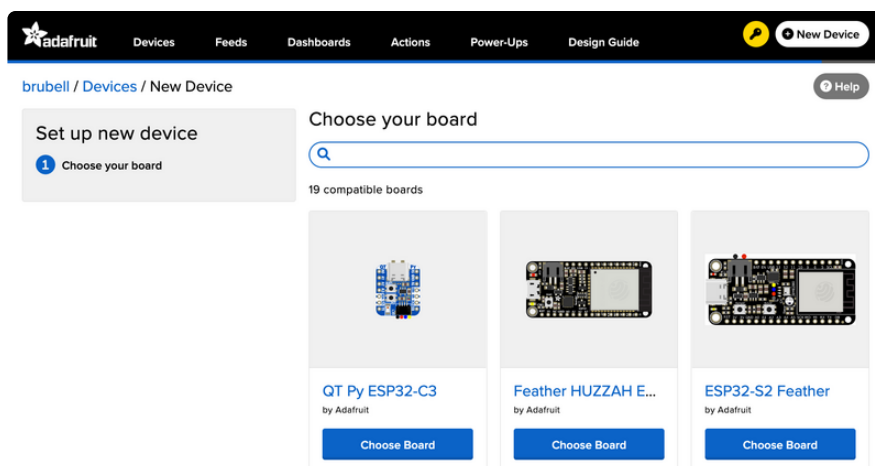 adafruit Devices Feeds Dashboards Actions Power-Ups Design Guide New Device
brubell / Devices / New Device Help
Set up new device
1 Choose your board
Choose your board
19 compatible boards
QT Py
QT Py ESP32-C3 Feather HUZZAH E... ESP32-S2 Feather
by Adafruit by Adafruit by Adafruit
Choose Board Choose Board Choose Board